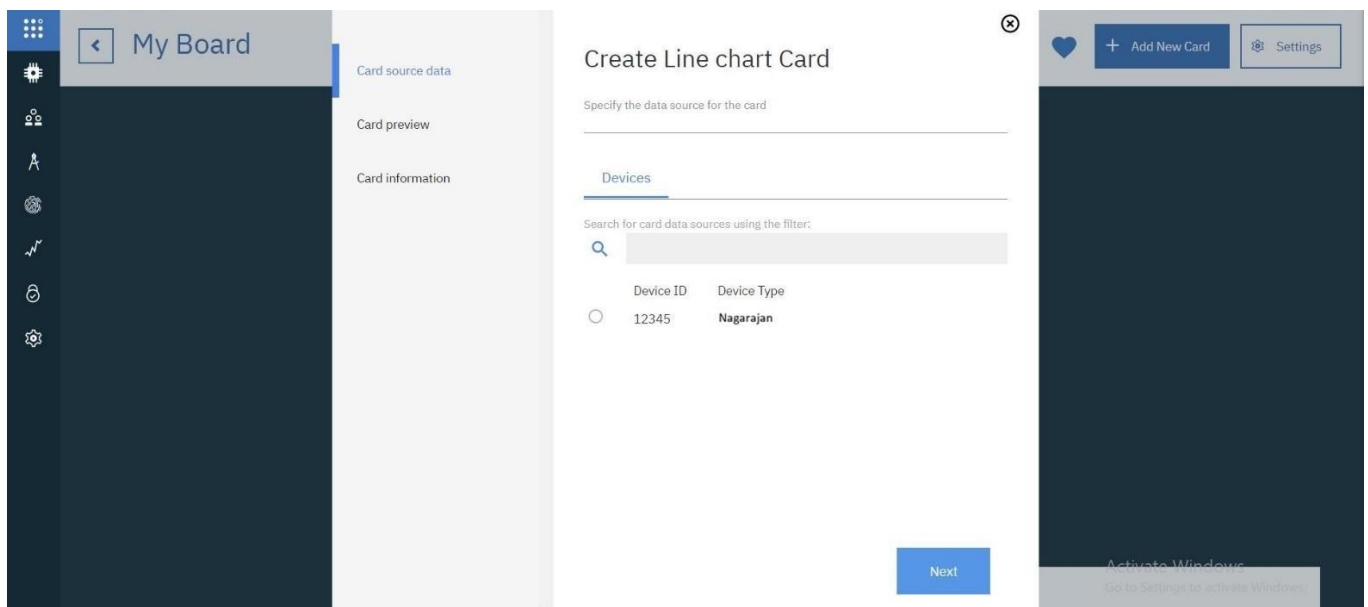 My Board
Card source data
Card preview
Card information
Create Line chart Card
Specify the data source for the card
Devices
Search for card data sources using the filter:
Device ID Device Type
12345 Nagarajan
Next
+ Add New Card
Settings
Activate Windows
Go to Settings to activate Windows.